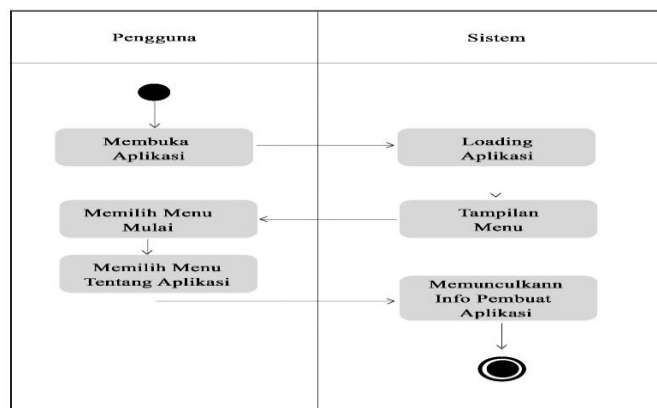 Pengguna
Sistem
Membuka
Aplikasi
Loading
Aplikasi
Memilih Menu
Mulai
Tampilan
Menu
Memilih Menu
Tentang Aplikasi
Memunculkann
Info Pembuat
Aplikasi